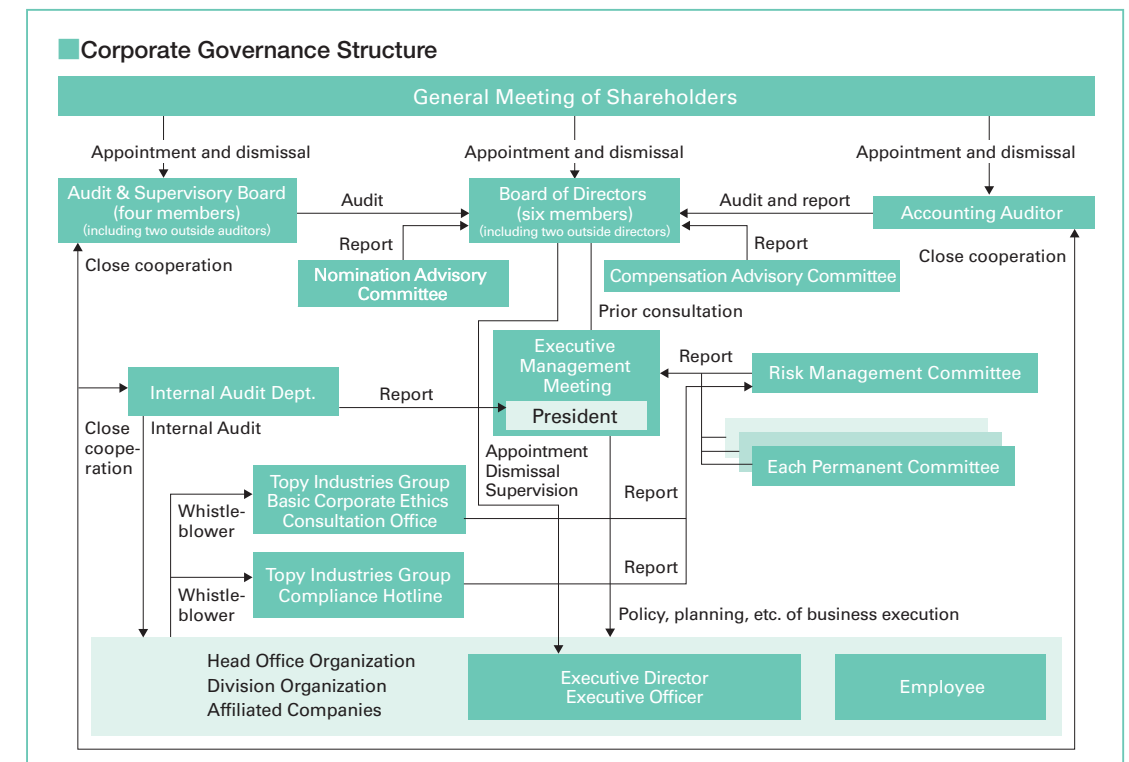 Corporate Governance Structure
General Meeting of Shareholders
Appointment and dismissal
Appointment and dismissal
Appointment and dismissal
Audit & Supervisory Board
(four members)
(including two outside auditors)
Audit
Board of Directors
(six members)
(including two outside directors)
Audit and report
Accounting Auditor
Report
Report
Close cooperation
Close cooperation
Nomination Advisory
Committee
Compensation Advisory Committee
Prior consultation
Executive
Management
Meeting
President
Report
Risk Management Committee
Internal Audit Dept.
Report
Close
coope-
ration
Internal Audit
Each Permanent Committee
Appointment
Dismissal
Supervision
Topy Industries Group
Basic Corporate Ethics
Consultation Office
Whistle-
blower
Report
Topy Industries Group
Compliance Hotline
Whistle-
blower
Report
Policy, planning, etc. of business execution
Head Office Organization
Division Organization
Affiliated Companies
Executive Director
Executive Officer
Employee